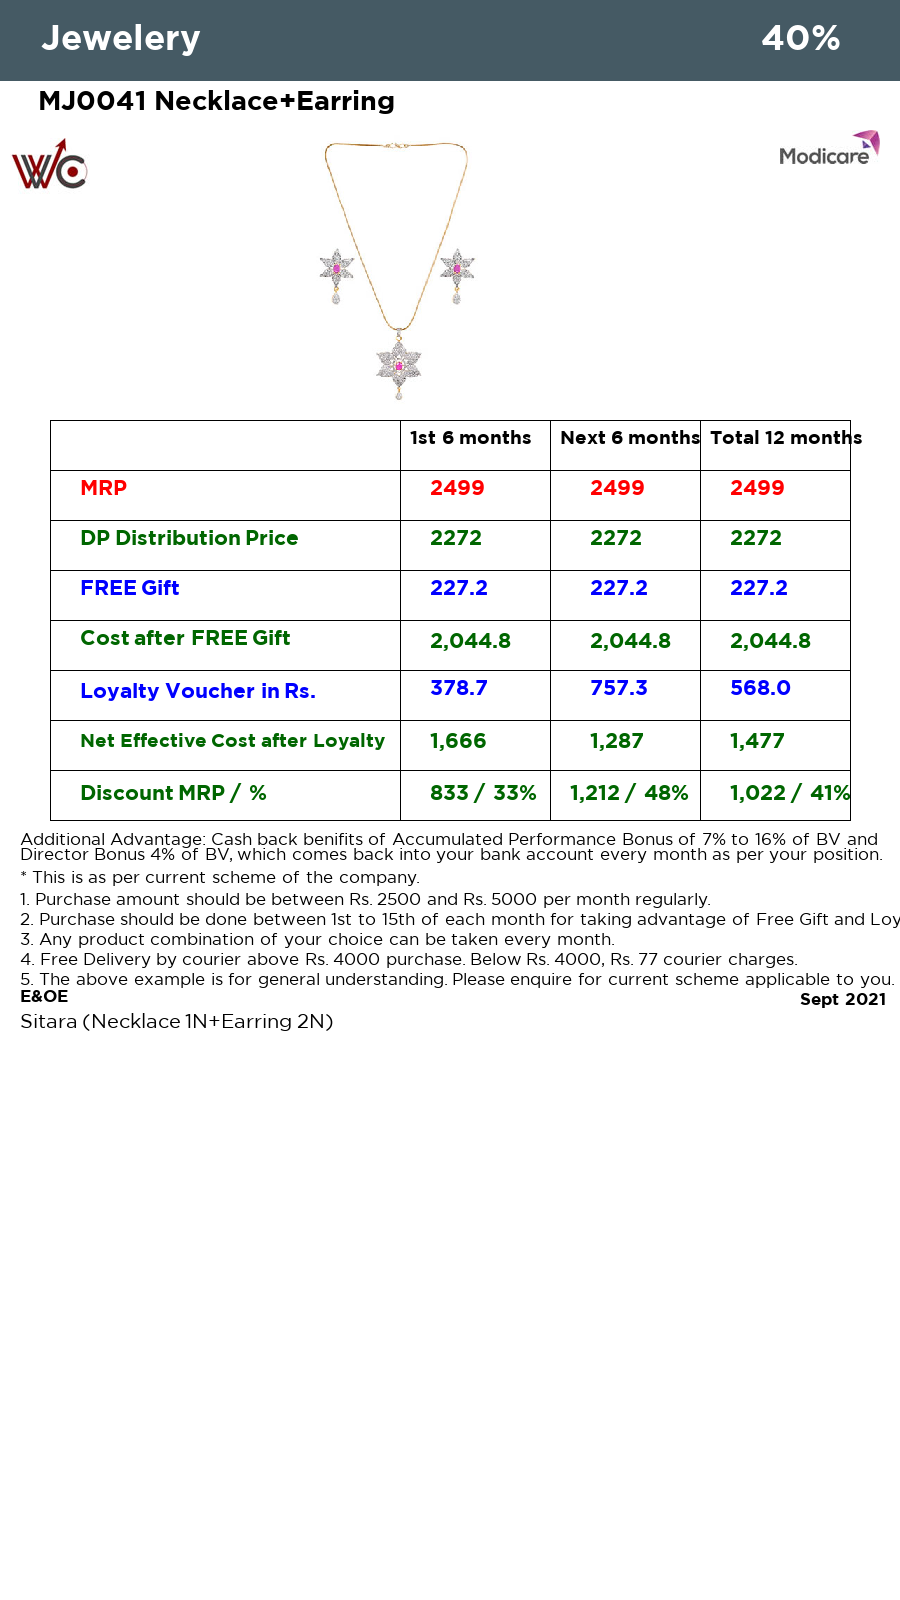 Jewelery 40%
MJ0041 Necklace+Earring
WC
Modicare
1st 6 months Next 6 months Total 12 months
MRP 2499 2499 2499
DP Distribution Price 2272 2272 2272
FREE Gift 227.2 227.2 227.2
Cost after FREE Gift 2,044.8 2,044.8 2,044.8
Loyalty Voucher in Rs. 378.7 757.3 568.0
Net Effective Cost after Loyalty 1,666 1,287 1,477
Discount MRP / % 833 / 33% 1,212 / 48% 1,022 / 41%
Additional Advantage: Cash back benifits of Accumulated Performance Bonus of 7% to 16% of BV and
Director Bonus 4% of BV, which comes back into your bank account every month as per your position.
* This is as per current scheme of the company.
1. Purchase amount should be between Rs. 2500 and Rs. 5000 per month regularly.
2. Purchase should be done between 1st to 15th of each month for taking advantage of Free Gift and Loy
3. Any product combination of your choice can be taken every month.
4. Free Delivery by courier above Rs. 4000 purchase. Below Rs. 4000, Rs. 77 courier charges.
5. The above example is for general understanding. Please enquire for current scheme applicable to you.
E&OE
Sept 2021
Sitara (Necklace 1N+Earring 2N)